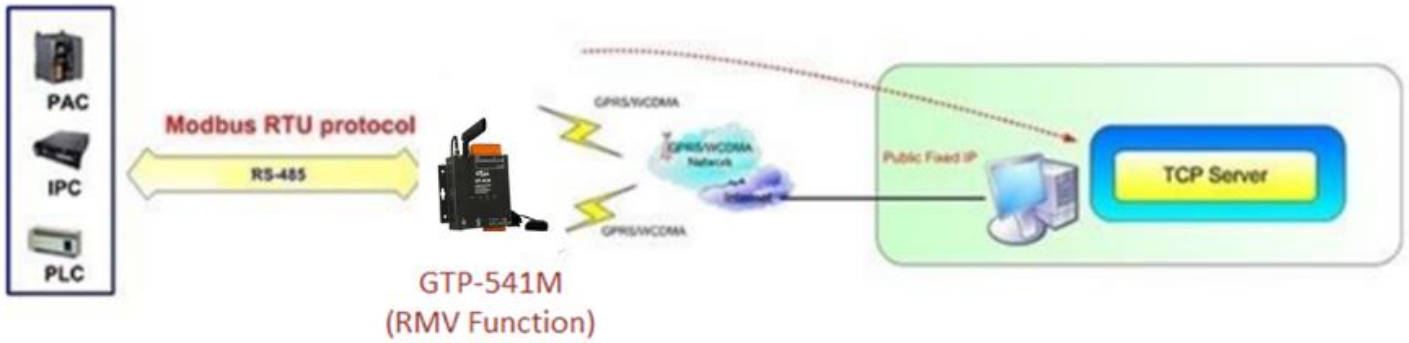 PAC
IPC
PLC
Modbus RTU protocol
RS-485
GTP-541M
(RMV Function)
GPRS/WCDMA
GPRS/WCDMA
GPRS/WCDMA
Network
Internet
Public Fixed IP
TCP Server